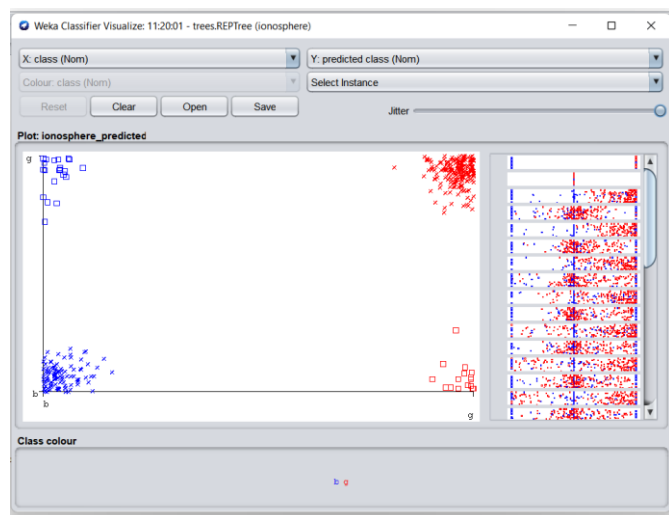 Weka Classifier Visualize: 11:20:01 - trees.REPTree (ionosphere)
X: class (Nom)
Y: predicted class (Nom)
Colour: class (Nom)
Select Instance
Reset
Clear
Open
Save
Jitter
Plot: ionosphere_predicted
g
b
b
g
Class colour
b g